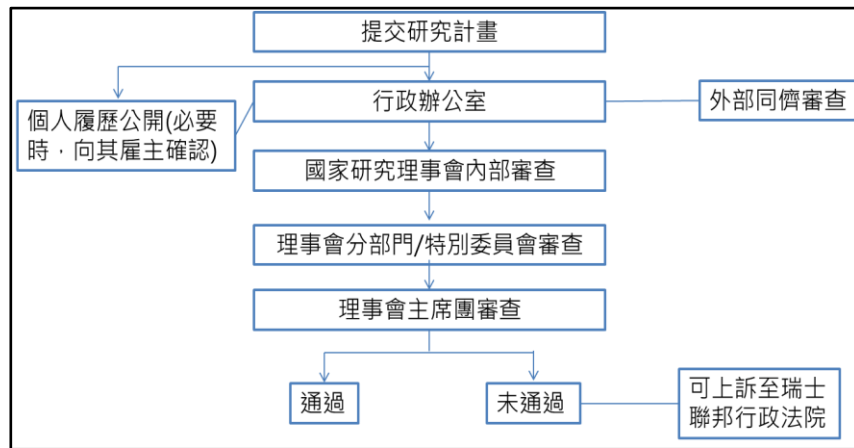 提交研究計畫
行政辦公室
外部同儕審查
個人履歷公開(必要
時，向其雇主確認)
國家研究理事會內部審查
理事會分部門/特別委員會審查
理事會主席團審查
通過
未通過
可上訴至瑞士
聯邦行政法院